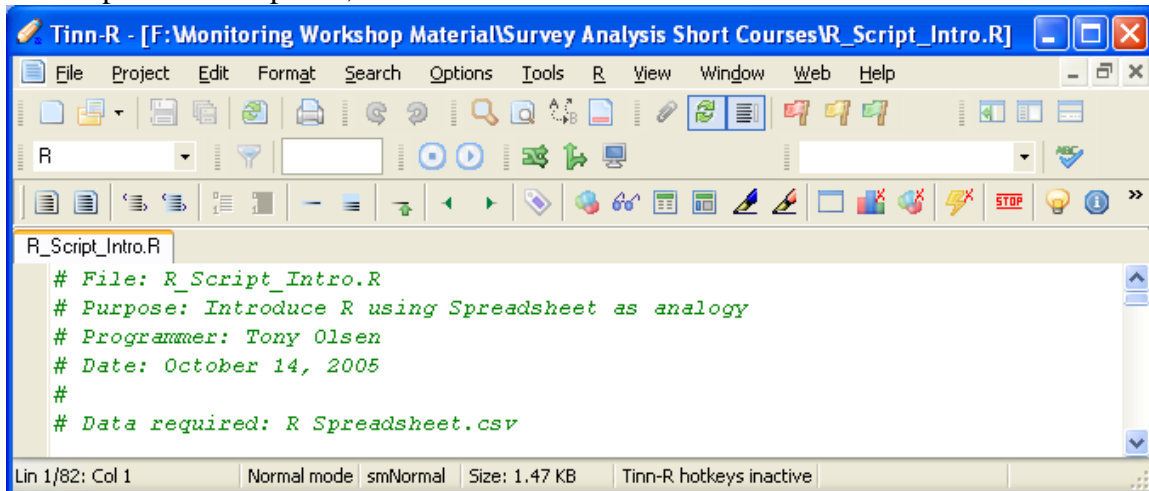 Tinn-R - [F:\Monitoring Workshop Material\Survey Analysis Short Courses\R_Script_Intro.R]
File Project Edit Format Search Options Tools R View Window Web Help
R
ABC
STOP
R_Script_Intro.R
# File: R_Script_Intro.R
# Purpose: Introduce R using Spreadsheet as analogy
# Programmer: Tony Olsen
# Date: October 14, 2005
#
# Data required: R Spreadsheet.csv
Lin 1/82: Col 1 Normal mode smNormal Size: 1.47 KB Tinn-R hotkeys inactive